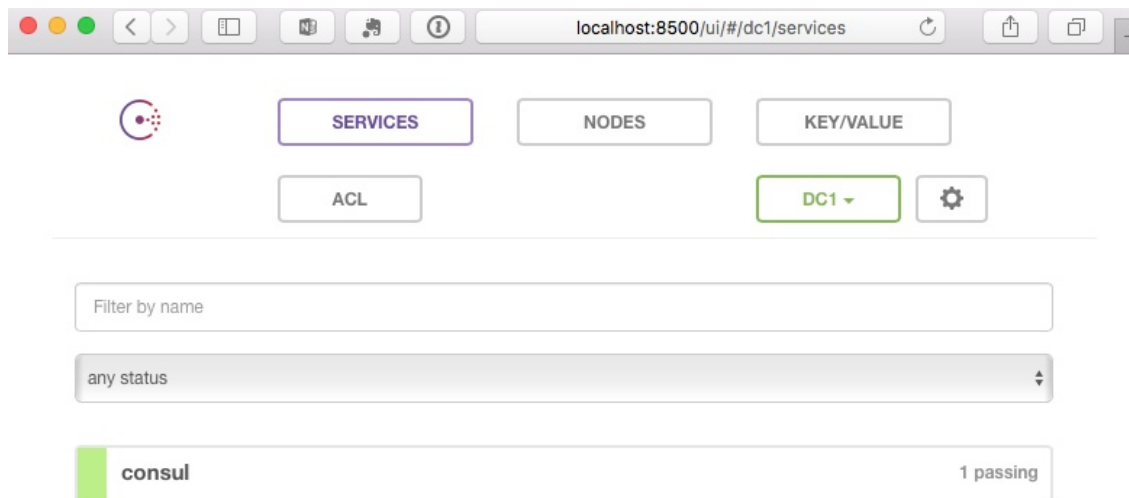 localhost:8500/ui/#/dc1/services
SERVICES NODES KEY/VALUE
ACL DC1
Filter by name
any status
consul 1 passing